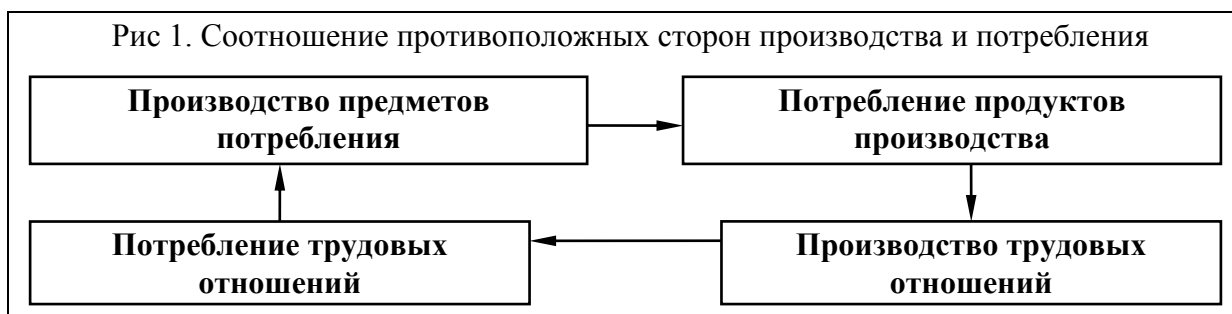 Рис 1. Соотношение противоположных сторон производства и потребления
Производство предметов
потребления
Потребление продуктов
производства
Потребление трудовых
отношений
Производство трудовых
отношений